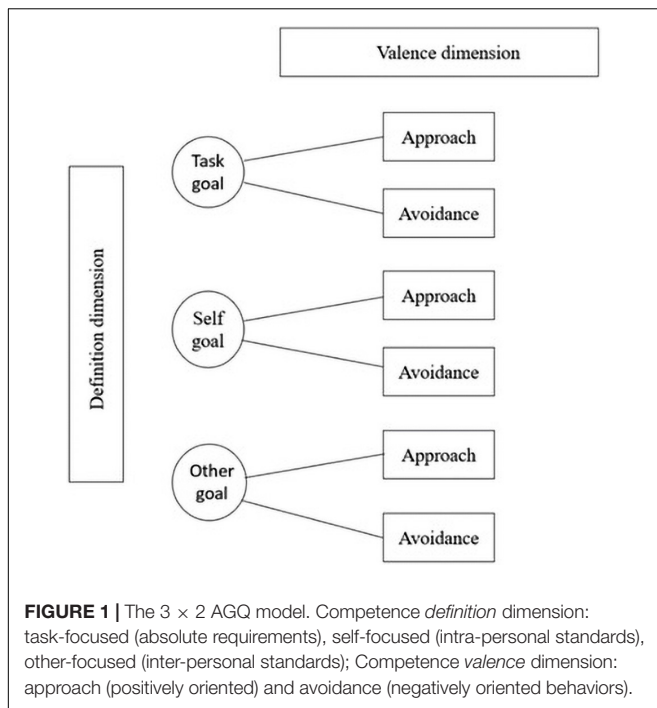 Valence dimension
Definition dimension
Task
goal
Approach
Avoidance
Self
goal
Approach
Avoidance
Other
goal
Approach
Avoidance
FIGURE 1 | The 3 × 2 AGQ model. Competence definition dimension:
task-focused (absolute requirements), self-focused (intra-personal standards),
other-focused (inter-personal standards); Competence valence dimension:
approach (positively oriented) and avoidance (negatively oriented behaviors).